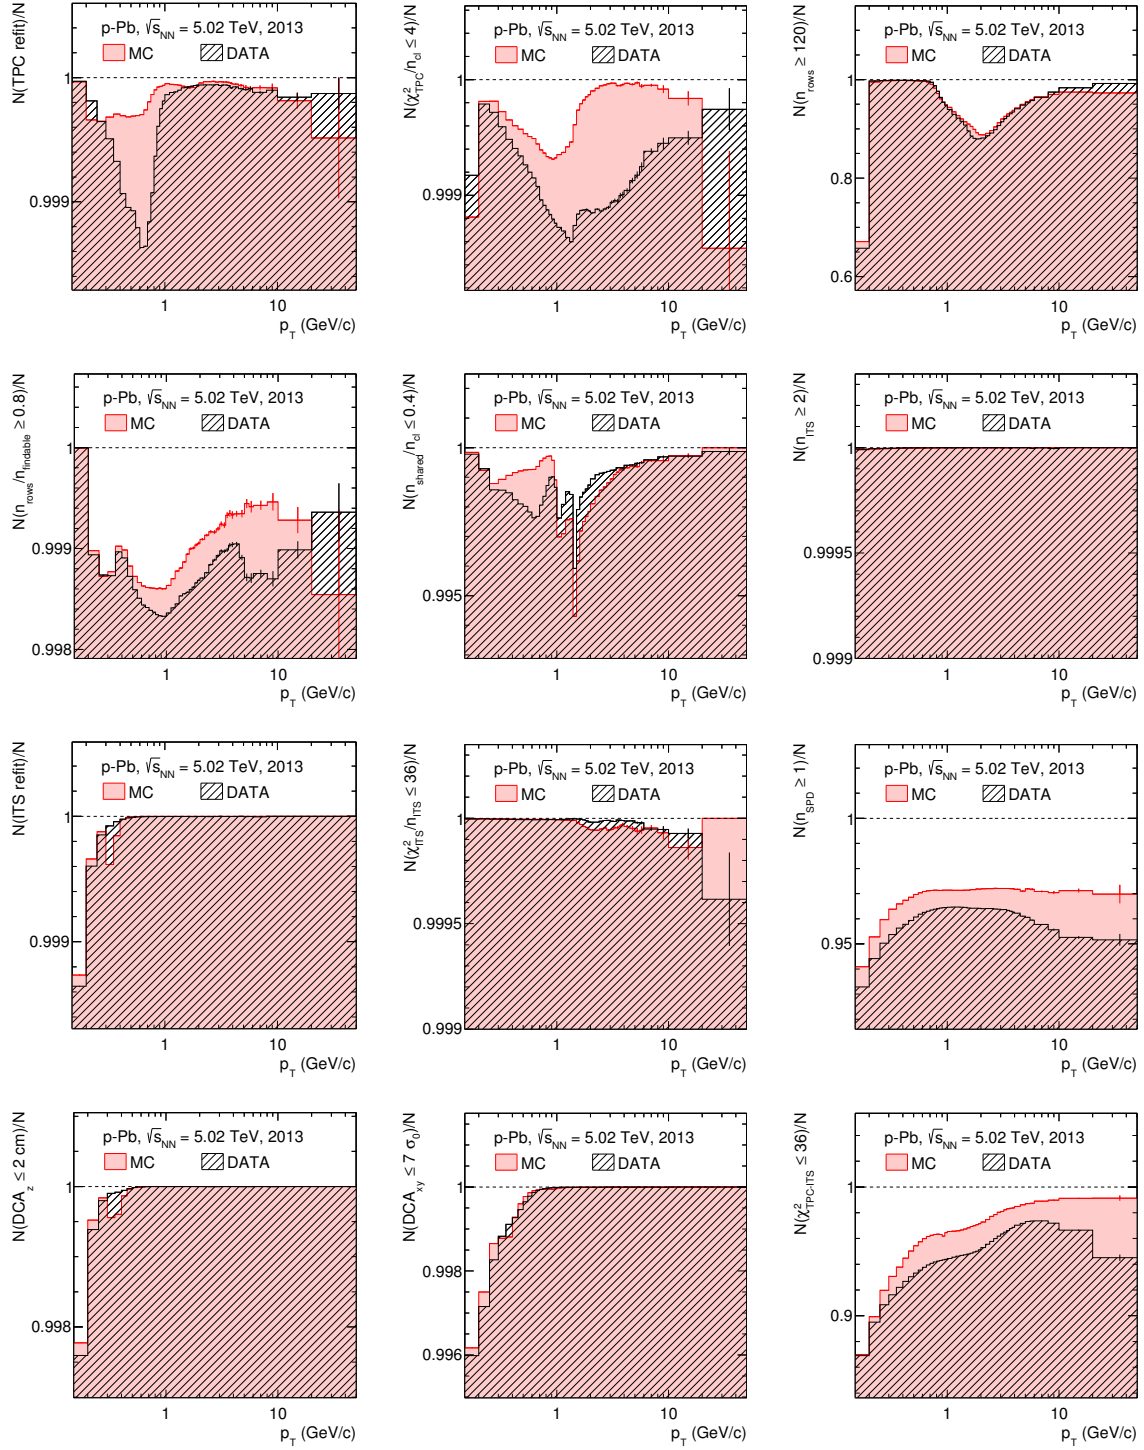 N(TPC refit)/N
p-Pb, √s_NN = 5.02 TeV, 2013
MC DATA
1
0.999
1 10
p_T (GeV/c)
N(χ²_TPC/n_cl ≤ 4)/N
p-Pb, √s_NN = 5.02 TeV, 2013
MC DATA
1
0.999
1 10
p_T (GeV/c)
N(n_rows ≥ 120)/N
p-Pb, √s_NN = 5.02 TeV, 2013
MC DATA
1
0.8
0.6
1 10
p_T (GeV/c)
N(n_rows/n_findable ≥ 0.8)/N
p-Pb, √s_NN = 5.02 TeV, 2013
MC DATA
1
0.999
0.998
1 10
p_T (GeV/c)
N(n_shared/n_cl ≤ 0.4)/N
p-Pb, √s_NN = 5.02 TeV, 2013
MC DATA
1
0.995
1 10
p_T (GeV/c)
N(n_ITS ≥ 2)/N
p-Pb, √s_NN = 5.02 TeV, 2013
MC DATA
1
0.9995
0.999
1 10
p_T (GeV/c)
N(ITS refit)/N
p-Pb, √s_NN = 5.02 TeV, 2013
MC DATA
1
0.999
1 10
p_T (GeV/c)
N(χ²_ITS/n_ITS ≤ 36)/N
p-Pb, √s_NN = 5.02 TeV, 2013
MC DATA
1
0.9995
0.999
1 10
p_T (GeV/c)
N(n_SPD ≥ 1)/N
p-Pb, √s_NN = 5.02 TeV, 2013
MC DATA
1
0.95
1 10
p_T (GeV/c)
N(DCA_z ≤ 2 cm)/N
p-Pb, √s_NN = 5.02 TeV, 2013
MC DATA
1
0.998
1 10
p_T (GeV/c)
N(DCA_xy ≤ 7 σ_0)/N
p-Pb, √s_NN = 5.02 TeV, 2013
MC DATA
1
0.998
0.996
1 10
p_T (GeV/c)
N(χ²_TPC-ITS ≤ 36)/N
p-Pb, √s_NN = 5.02 TeV, 2013
MC DATA
1
0.9
1 10
p_T (GeV/c)